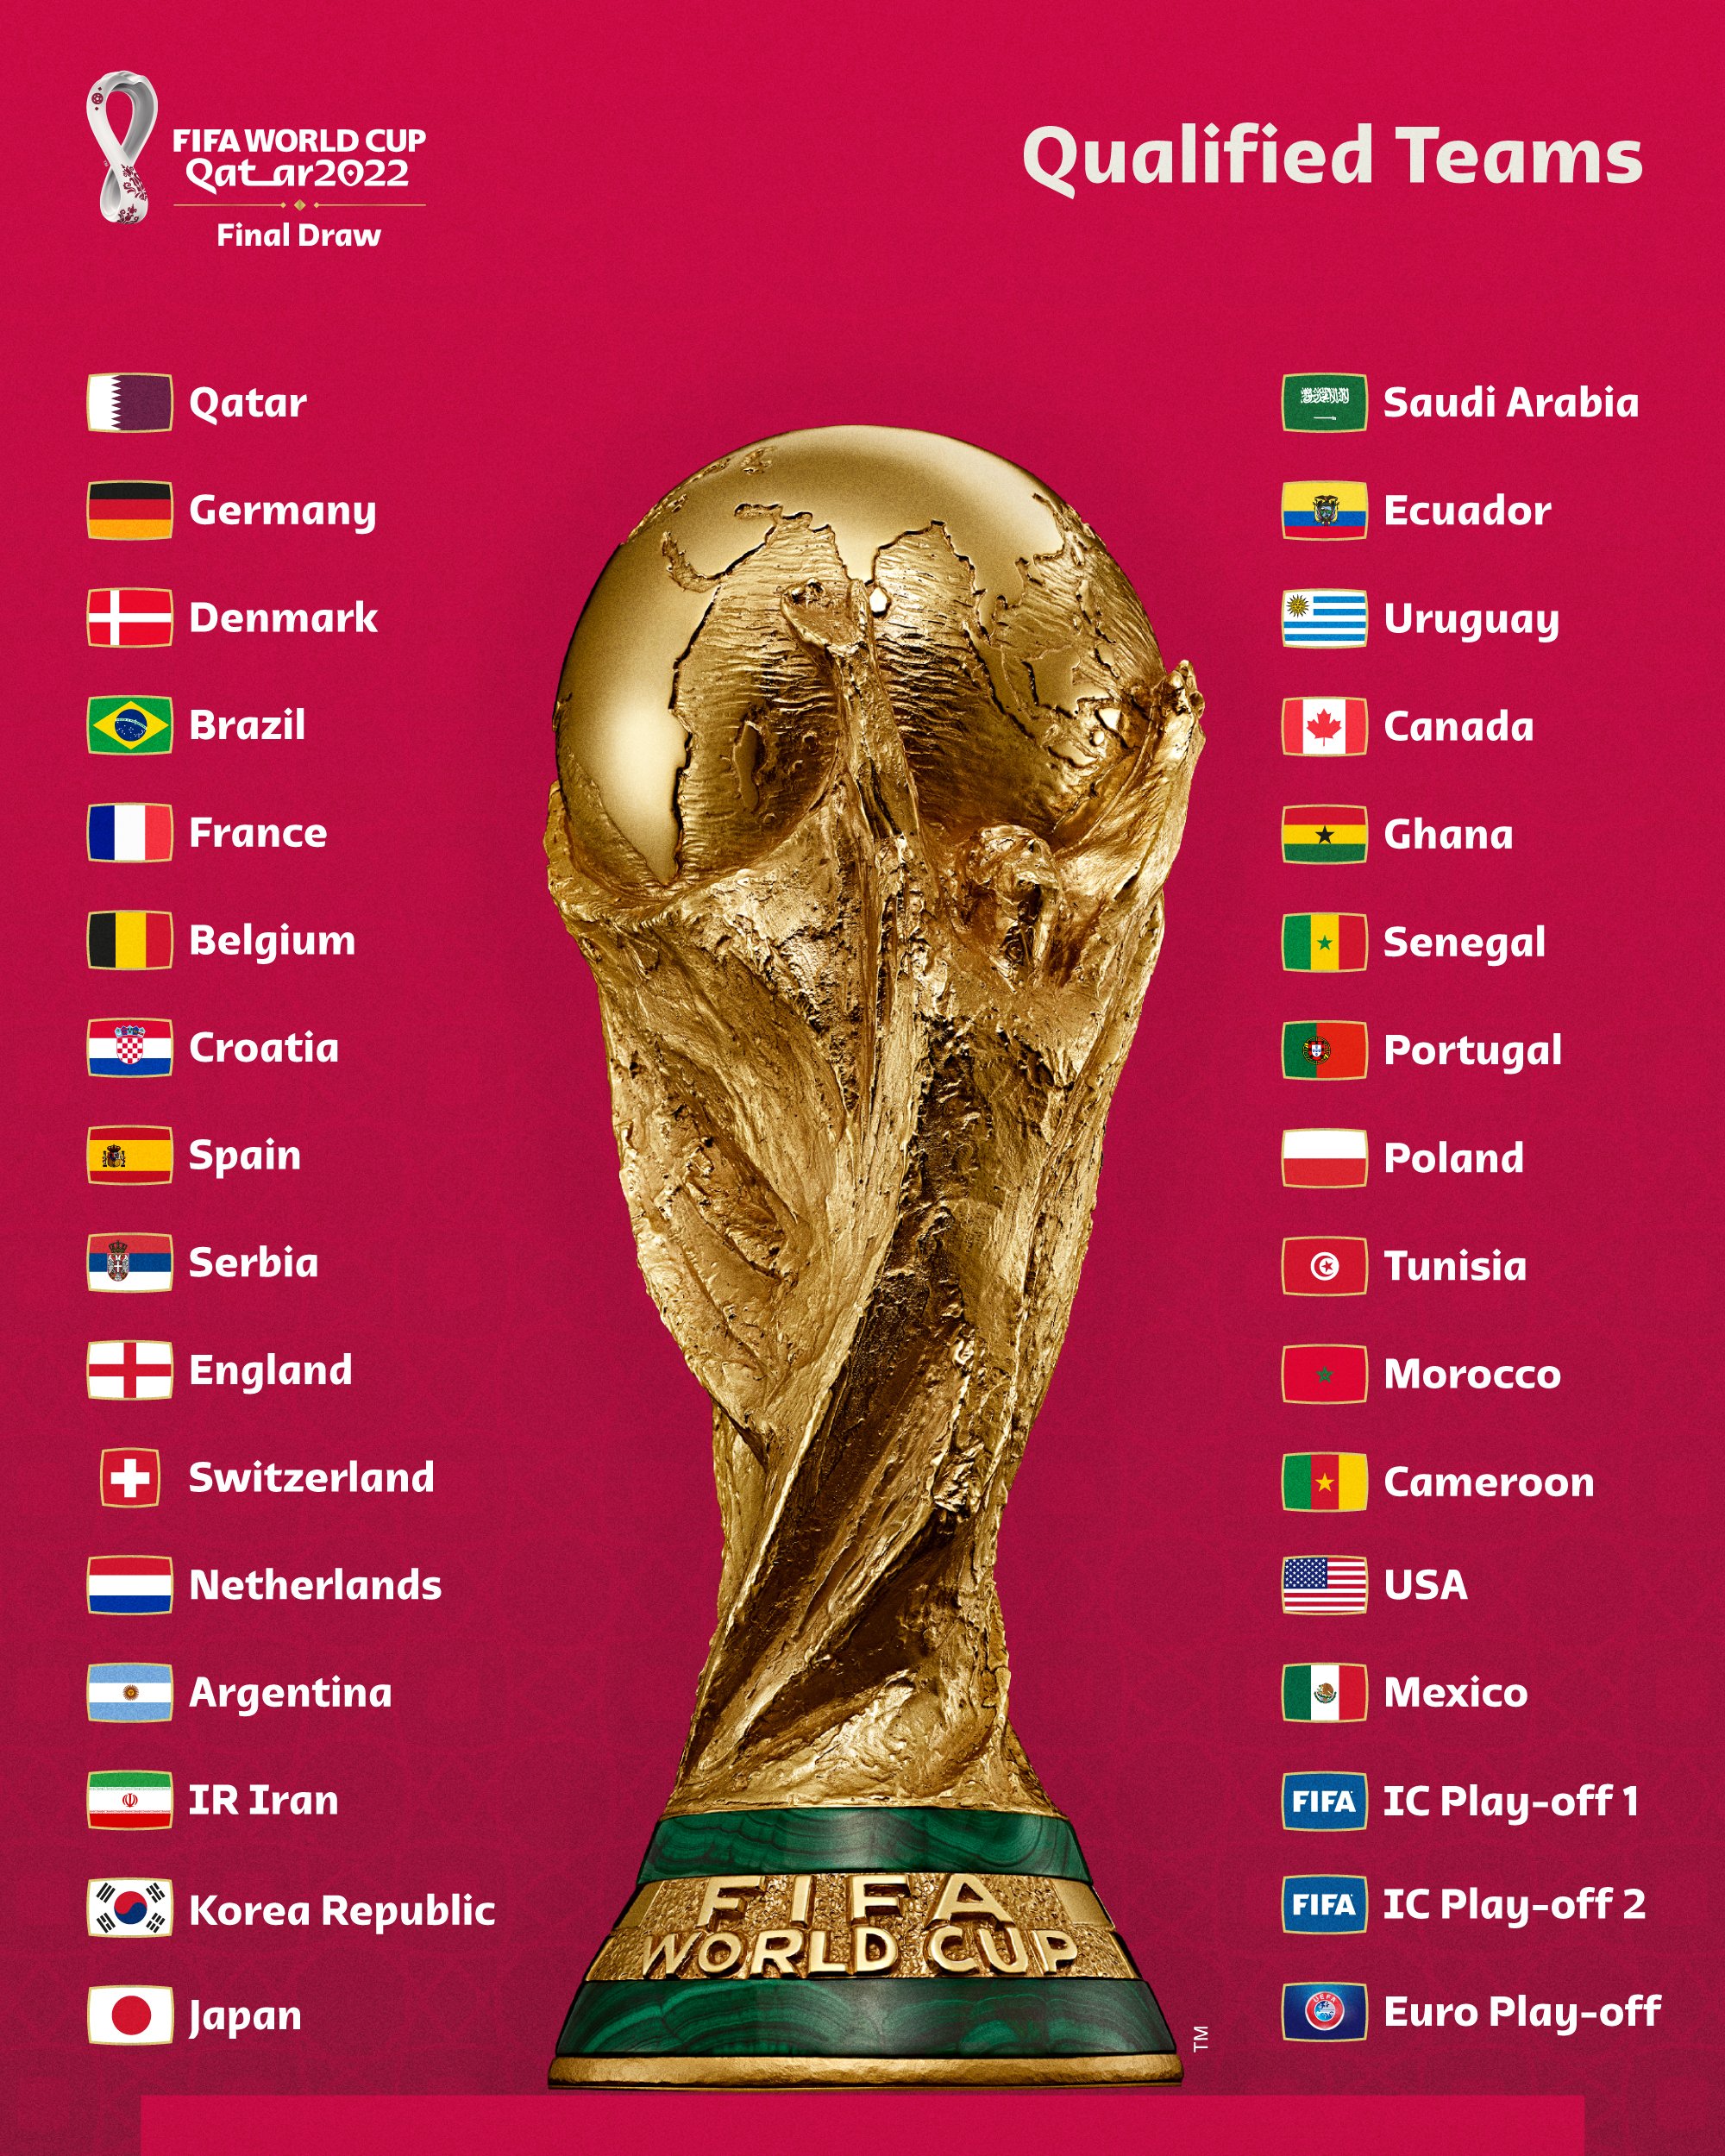 FIFA WORLD CUP
Qatar2022
Final Draw
Qualified Teams
Qatar
Germany
Denmark
Brazil
France
Belgium
Croatia
Spain
Serbia
England
Switzerland
Netherlands
Argentina
IR Iran
Korea Republic
Japan
Saudi Arabia
Ecuador
Uruguay
Canada
Ghana
Senegal
Portugal
Poland
Tunisia
Morocco
Cameroon
USA
Mexico
FIFA IC Play-off 1
FIFA IC Play-off 2
UEFA Euro Play-off
FIFA
WORLD CUP
TM